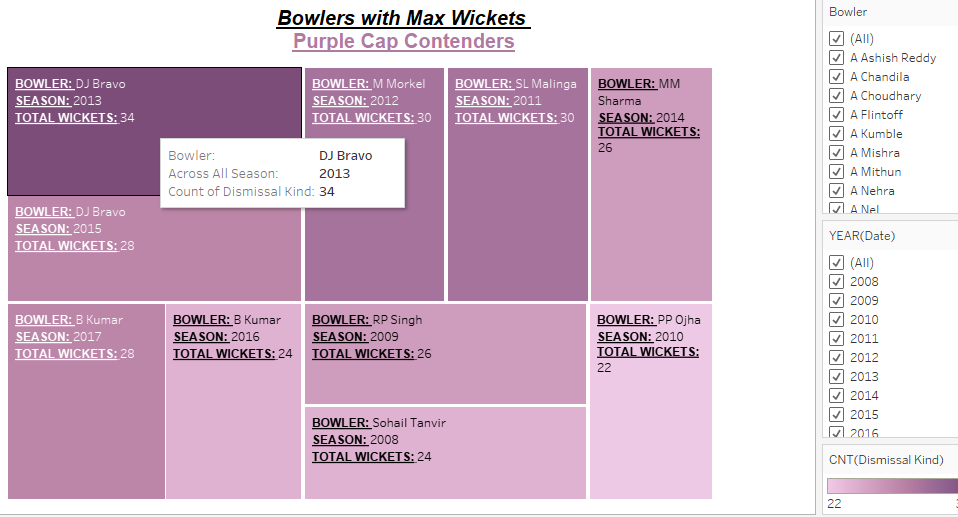 Bowlers with Max Wickets
Purple Cap Contenders
BOWLER: DJ Bravo
SEASON: 2013
TOTAL WICKETS: 34
Bowler: DJ Bravo
Across All Season: 2013
Count of Dismissal Kind: 34
BOWLER: DJ Bravo
SEASON: 2015
TOTAL WICKETS: 28
BOWLER: M Morkel
SEASON: 2012
TOTAL WICKETS: 30
BOWLER: SL Malinga
SEASON: 2011
TOTAL WICKETS: 30
BOWLER: MM
Sharma
SEASON: 2014
TOTAL WICKETS:
26
BOWLER: B Kumar
SEASON: 2017
TOTAL WICKETS: 28
BOWLER: B Kumar
SEASON: 2016
TOTAL WICKETS: 24
BOWLER: RP Singh
SEASON: 2009
TOTAL WICKETS: 26
BOWLER: Sohail Tanvir
SEASON: 2008
TOTAL WICKETS: 24
BOWLER: PP Ojha
SEASON: 2010
TOTAL WICKETS:
22
Bowler
(All)
A Ashish Reddy
A Chandila
A Choudhary
A Flintoff
A Kumble
A Mishra
A Mithun
A Nehra
A Nel
YEAR(Date)
(All)
2008
2009
2010
2011
2012
2013
2014
2015
2016
CNT(Dismissal Kind)
22